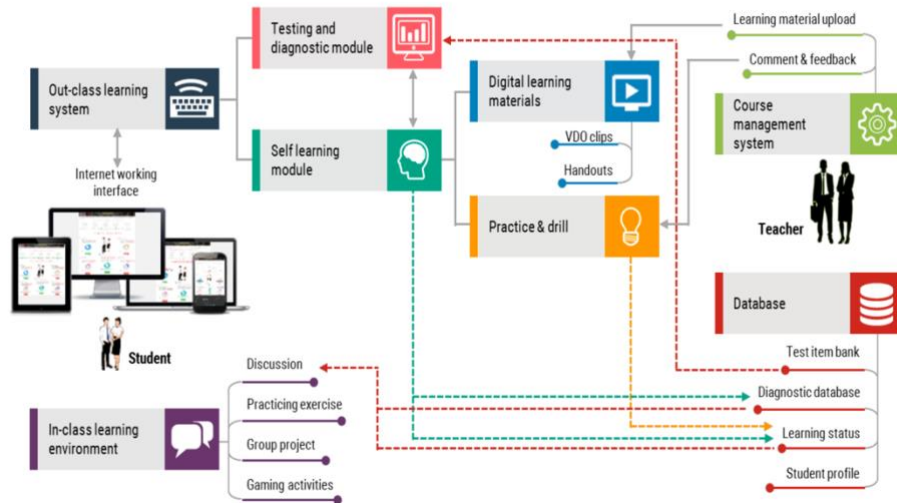 Testing and
diagnostic module
Learning material upload
Comment & feedback
Out-class learning
system
Digital learning
materials
Course
management
system
VDO clips
Handouts
Self learning
module
Internet working
interface
Practice & drill
Teacher
Database
Student
Test item bank
Discussion
Diagnostic database
Practicing exercise
In-class learning
environment
Learning status
Group project
Student profile
Gaming activities